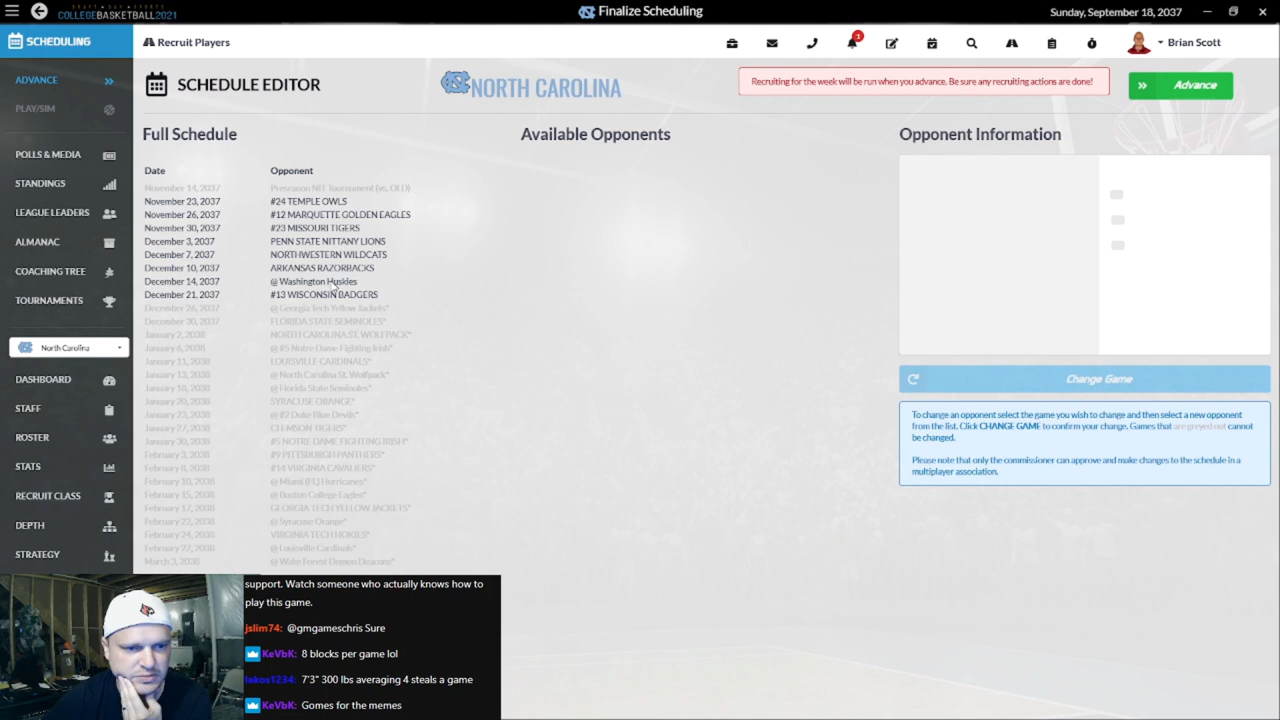 DRAFT DAY SPORTS
COLLEGEBASKETBALL2021
Finalize Scheduling
Sunday, September 18, 2037
SCHEDULING
Recruit Players
1
Brian Scott
ADVANCE
PLAY/SIM
POLLS & MEDIA
STANDINGS
LEAGUE LEADERS
ALMANAC
COACHING TREE
TOURNAMENTS
North Carolina
DASHBOARD
STAFF
ROSTER
STATS
RECRUIT CLASS
DEPTH
STRATEGY
SCHEDULE EDITOR
NORTH CAROLINA
Recruiting for the week will be run when you advance. Be sure any recruiting actions are done!
Advance
Full Schedule
Available Opponents
Opponent Information
Date Opponent
November 14, 2037 Preseason NIT Tournament (vs. OLD)
November 23, 2037 #24 TEMPLE OWLS
November 26, 2037 #12 MARQUETTE GOLDEN EAGLES
November 30, 2037 #23 MISSOURI TIGERS
December 3, 2037 PENN STATE NITTANY LIONS
December 7, 2037 NORTHWESTERN WILDCATS
December 10, 2037 ARKANSAS RAZORBACKS
December 14, 2037 @ Washington Huskies
December 21, 2037 #13 WISCONSIN BADGERS
December 26, 2037 @ Georgia Tech Yellow Jackets*
December 30, 2037 FLORIDA STATE SEMINOLES*
January 2, 2038 NORTH CAROLINA ST. WOLFPACK*
January 6, 2038 @ #5 Notre Dame Fighting Irish*
January 11, 2038 LOUISVILLE CARDINALS*
January 13, 2038 @ North Carolina St. Wolfpack*
January 18, 2038 @ Florida State Seminoles*
January 20, 2038 SYRACUSE ORANGE*
January 23, 2038 @ #2 Duke Blue Devils*
January 27, 2038 CLEMSON TIGERS*
January 30, 2038 #5 NOTRE DAME FIGHTING IRISH*
February 3, 2038 #9 PITTSBURGH PANTHERS*
February 8, 2038 #14 VIRGINIA CAVALIERS*
February 10, 2038 @ Miami (FL) Hurricanes*
February 15, 2038 @ Boston College Eagles*
February 17, 2038 GEORGIA TECH YELLOW JACKETS*
February 22, 2038 @ Syracuse Orange*
February 24, 2038 VIRGINIA TECH HOKIES*
February 27, 2038 @ Louisville Cardinals*
March 3, 2038 @ Wake Forest Demon Deacons*
Change Game
To change an opponent select the game you wish to change and then select a new opponent
from the list. Click CHANGE GAME to confirm your change. Games that are greyed out cannot
be changed.
Please note that only the commissioner can approve and make changes to the schedule in a
multiplayer association.
support. Watch someone who actually knows how to
play this game.
jslim74: @gmgameschris Sure
KeVbK: 8 blocks per game lol
lakos1234: 7'3" 300 lbs averaging 4 steals a game
KeVbK: Gomes for the memes